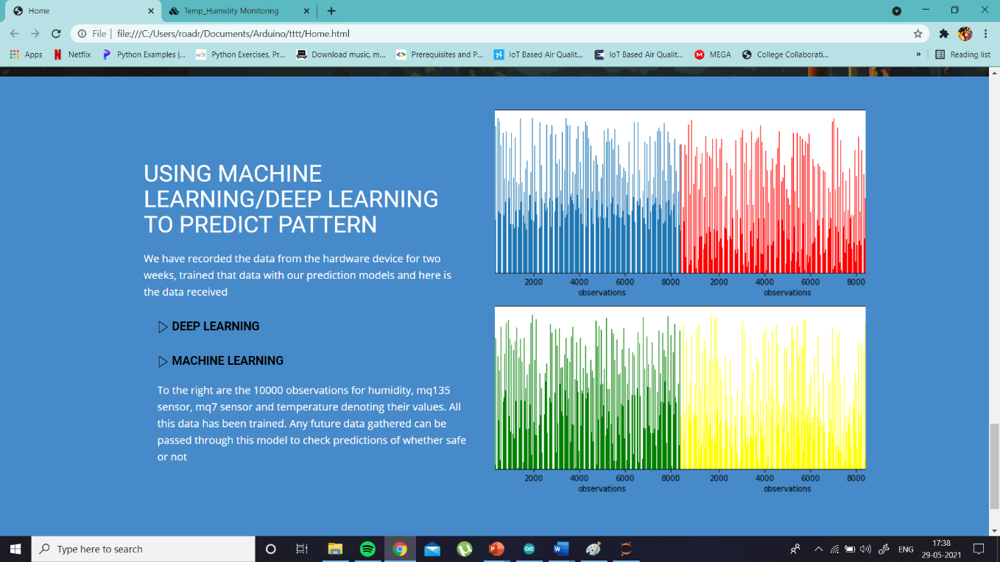 Home
Temp_Humidity Monitoring
File
file:///C:/Users/roadr/Documents/Arduino/tttt/Home.html
Apps
N Netflix
Python Examples |...
w3r Python Exercises, Pr...
Download music, m...
Prerequisites and P...
IoT Based Air Qualit...
IoT Based Air Qualit...
M MEGA
College Collaborati...
»
Reading list
USING MACHINE
LEARNING/DEEP LEARNING
TO PREDICT PATTERN
We have recorded the data from the hardware device for two
weeks, trained that data with our prediction models and here is
the data received
DEEP LEARNING
MACHINE LEARNING
To the right are the 10000 observations for humidity, mq135
sensor, mq7 sensor and temperature denoting their values. All
this data has been trained. Any future data gathered can be
passed through this model to check predictions of whether safe
or not
2000 4000 6000 8000 2000 4000 6000 8000
observations observations
2000 4000 6000 8000 2000 4000 6000 8000
observations observations
Type here to search
ENG
17:38
29-05-2021